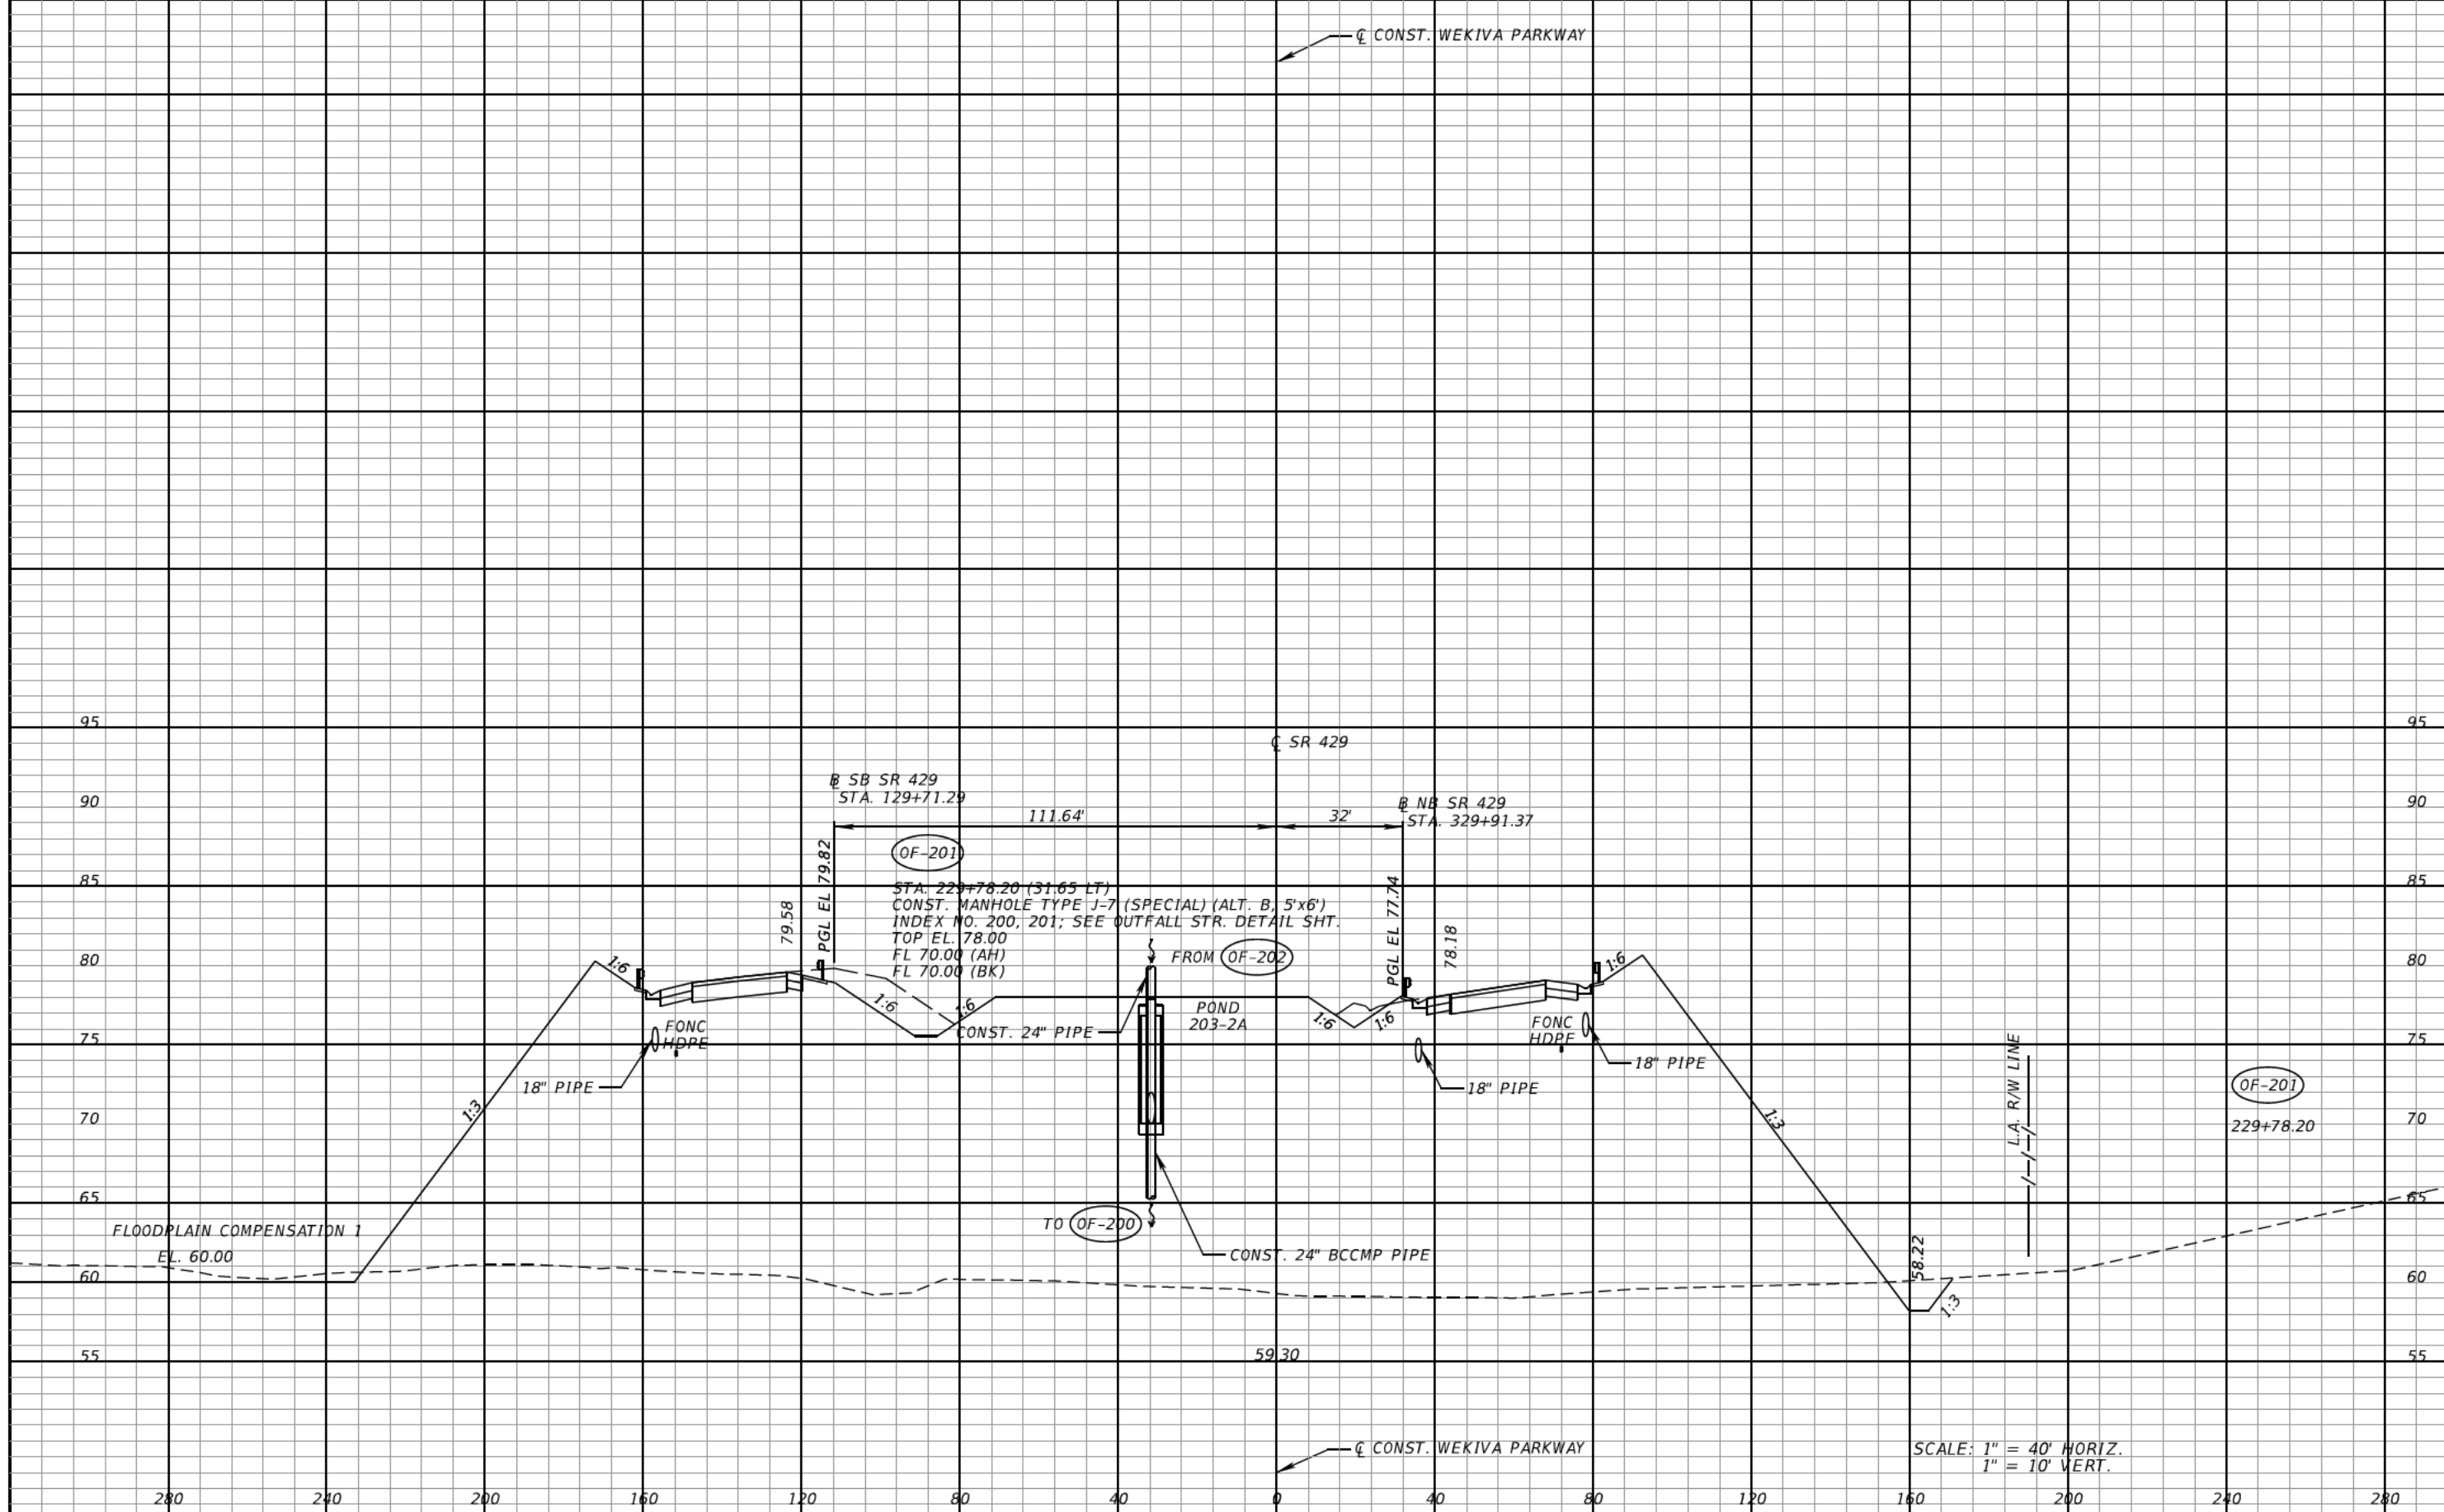 ℄ CONST. WEKIVA PARKWAY
95
95
℄ SR 429
B SB SR 429
STA. 129+71.29
90
B NB SR 429
STA. 329+91.37
90
111.64'
32'
OF-201
PGL EL 79.82
79.58
85
STA. 229+78.20 (31.65 LT)
CONST. MANHOLE TYPE J-7 (SPECIAL) (ALT. B, 5'x6')
INDEX NO. 200, 201; SEE OUTFALL STR. DETAIL SHT.
TOP EL. 78.00
FL 70.00 (AH)
FL 70.00 (BK)
PGL EL 77.74
78.18
85
80
1:6
FROM OF-202
1:6
80
1:6
1:6
POND
203-2A
1:6
1:6
FONC
HDPE
CONST. 24" PIPE
FONC
HDPE
75
75
18" PIPE
18" PIPE
18" PIPE
L.A. R/W LINE
OF-201
229+78.20
70
1:3
1:3
70
65
65
TO OF-200
FLOODPLAIN COMPENSATION 1
EL. 60.00
CONST. 24" BCCMP PIPE
58.22
60
60
1:3
55
59.30
55
℄ CONST. WEKIVA PARKWAY
SCALE: 1" = 40' HORIZ.
1" = 10' VERT.
280 240 200 160 120 80 40 0 40 80 120 160 200 240 280